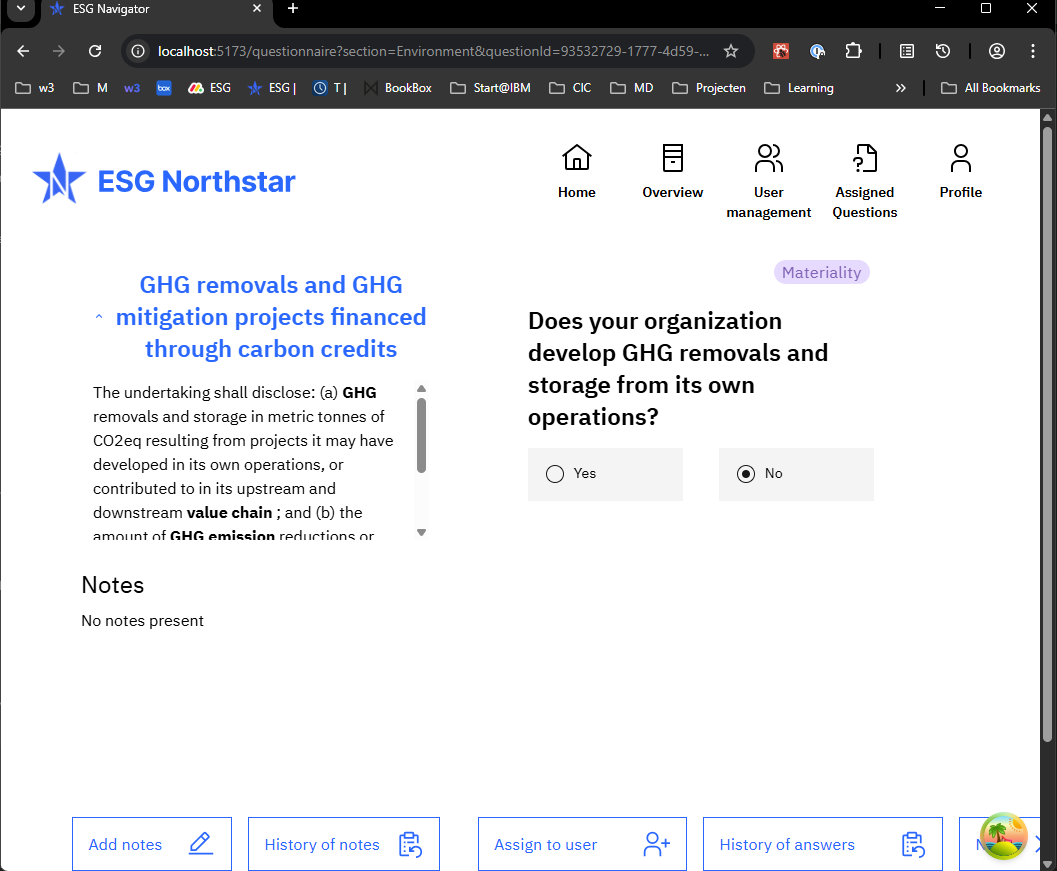 ESG Navigator
localhost:5173/questionnaire?section=Environment&questionId=93532729-1777-4d59-...
w3
M
w3
box
ESG
ESG |
T |
BookBox
Start@IBM
CIC
MD
Projecten
Learning
All Bookmarks
ESG Northstar
Home
Overview
User
management
Assigned
Questions
Profile
GHG removals and GHG
mitigation projects financed
through carbon credits
The undertaking shall disclose: (a) GHG
removals and storage in metric tonnes of
CO2eq resulting from projects it may have
developed in its own operations, or
contributed to in its upstream and
downstream value chain ; and (b) the
amount of GHG emission reductions or
Notes
No notes present
Materiality
Does your organization
develop GHG removals and
storage from its own
operations?
Yes
No
Add notes
History of notes
Assign to user
History of answers